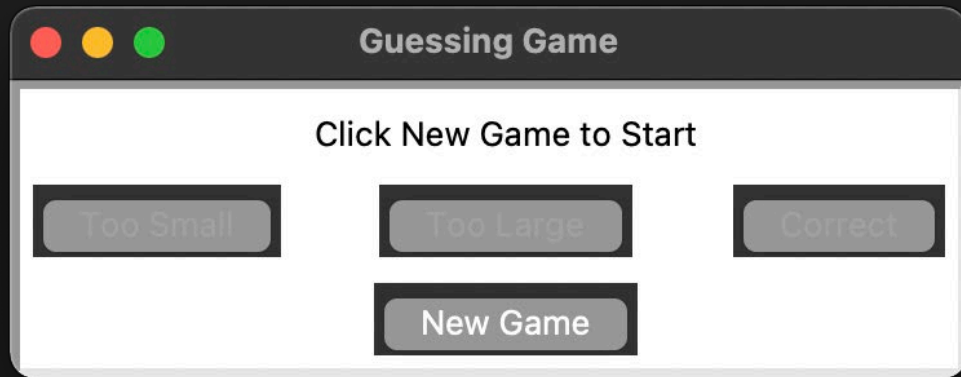 Guessing Game
Click New Game to Start
Too Small Too Large Correct
New Game